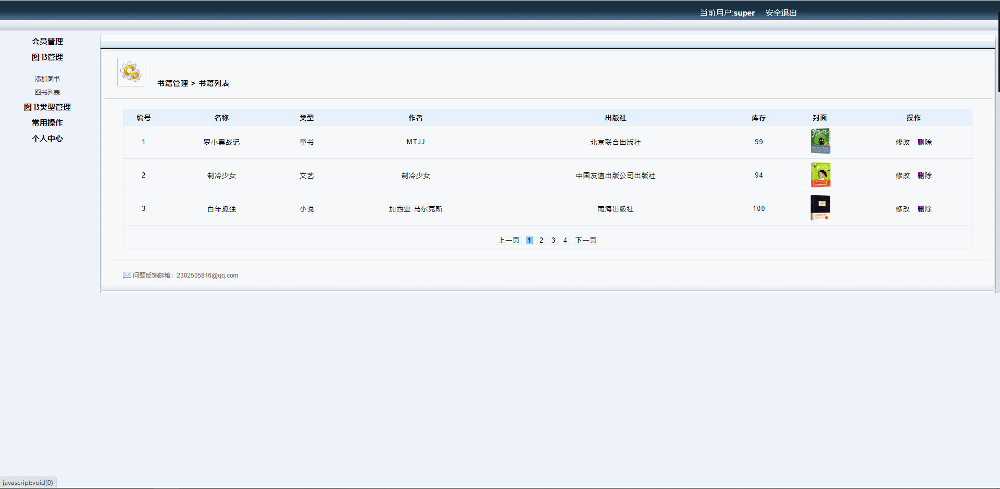 当前用户:super 安全退出
会员管理
图书管理
添加图书
图书列表
图书类型管理
常用操作
个人中心
书籍管理 > 书籍列表
编号 名称 类型 作者 出版社 库存 封面 操作
1 罗小黑战记 童书 MTJJ 北京联合出版社 99 修改 删除
2 制冷少女 文艺 制冷少女 中国友谊出版公司出版社 94 修改 删除
3 百年孤独 小说 加西亚·马尔克斯 南海出版社 100 修改 删除
上一页 1 2 3 4 下一页
问题反馈邮箱：2302505816@qq.com
javascript:void(0)